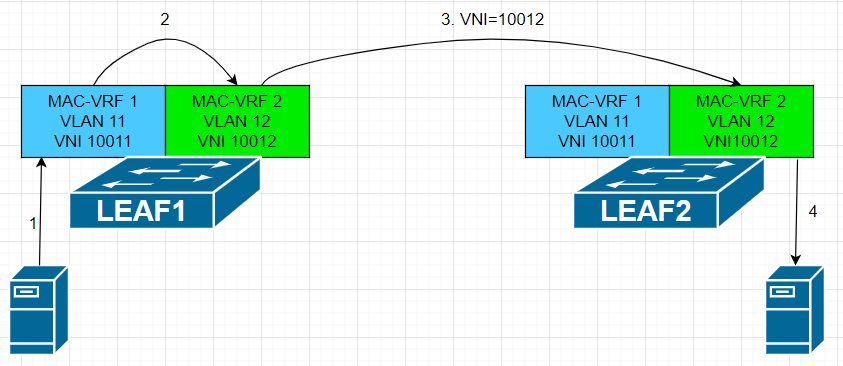 2
3. VNI=10012
MAC-VRF 1
VLAN 11
VNI 10011
MAC-VRF 2
VLAN 12
VNI 10012
MAC-VRF 1
VLAN 11
VNI 10011
MAC-VRF 2
VLAN 12
VNI10012
LEAF1
LEAF2
1
4